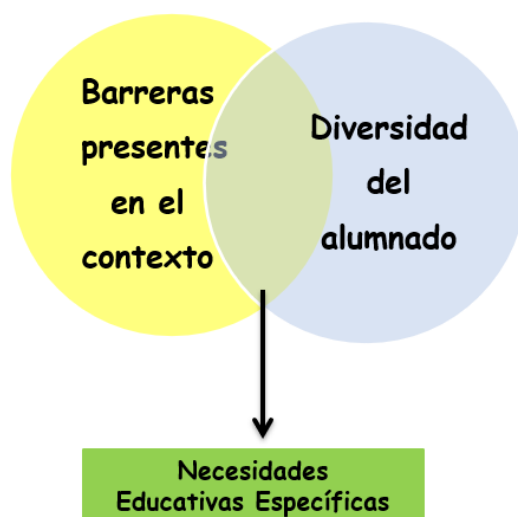 Barreras
presentes
en el
contexto
Diversidad
del
alumnado
Necesidades
Educativas Específicas